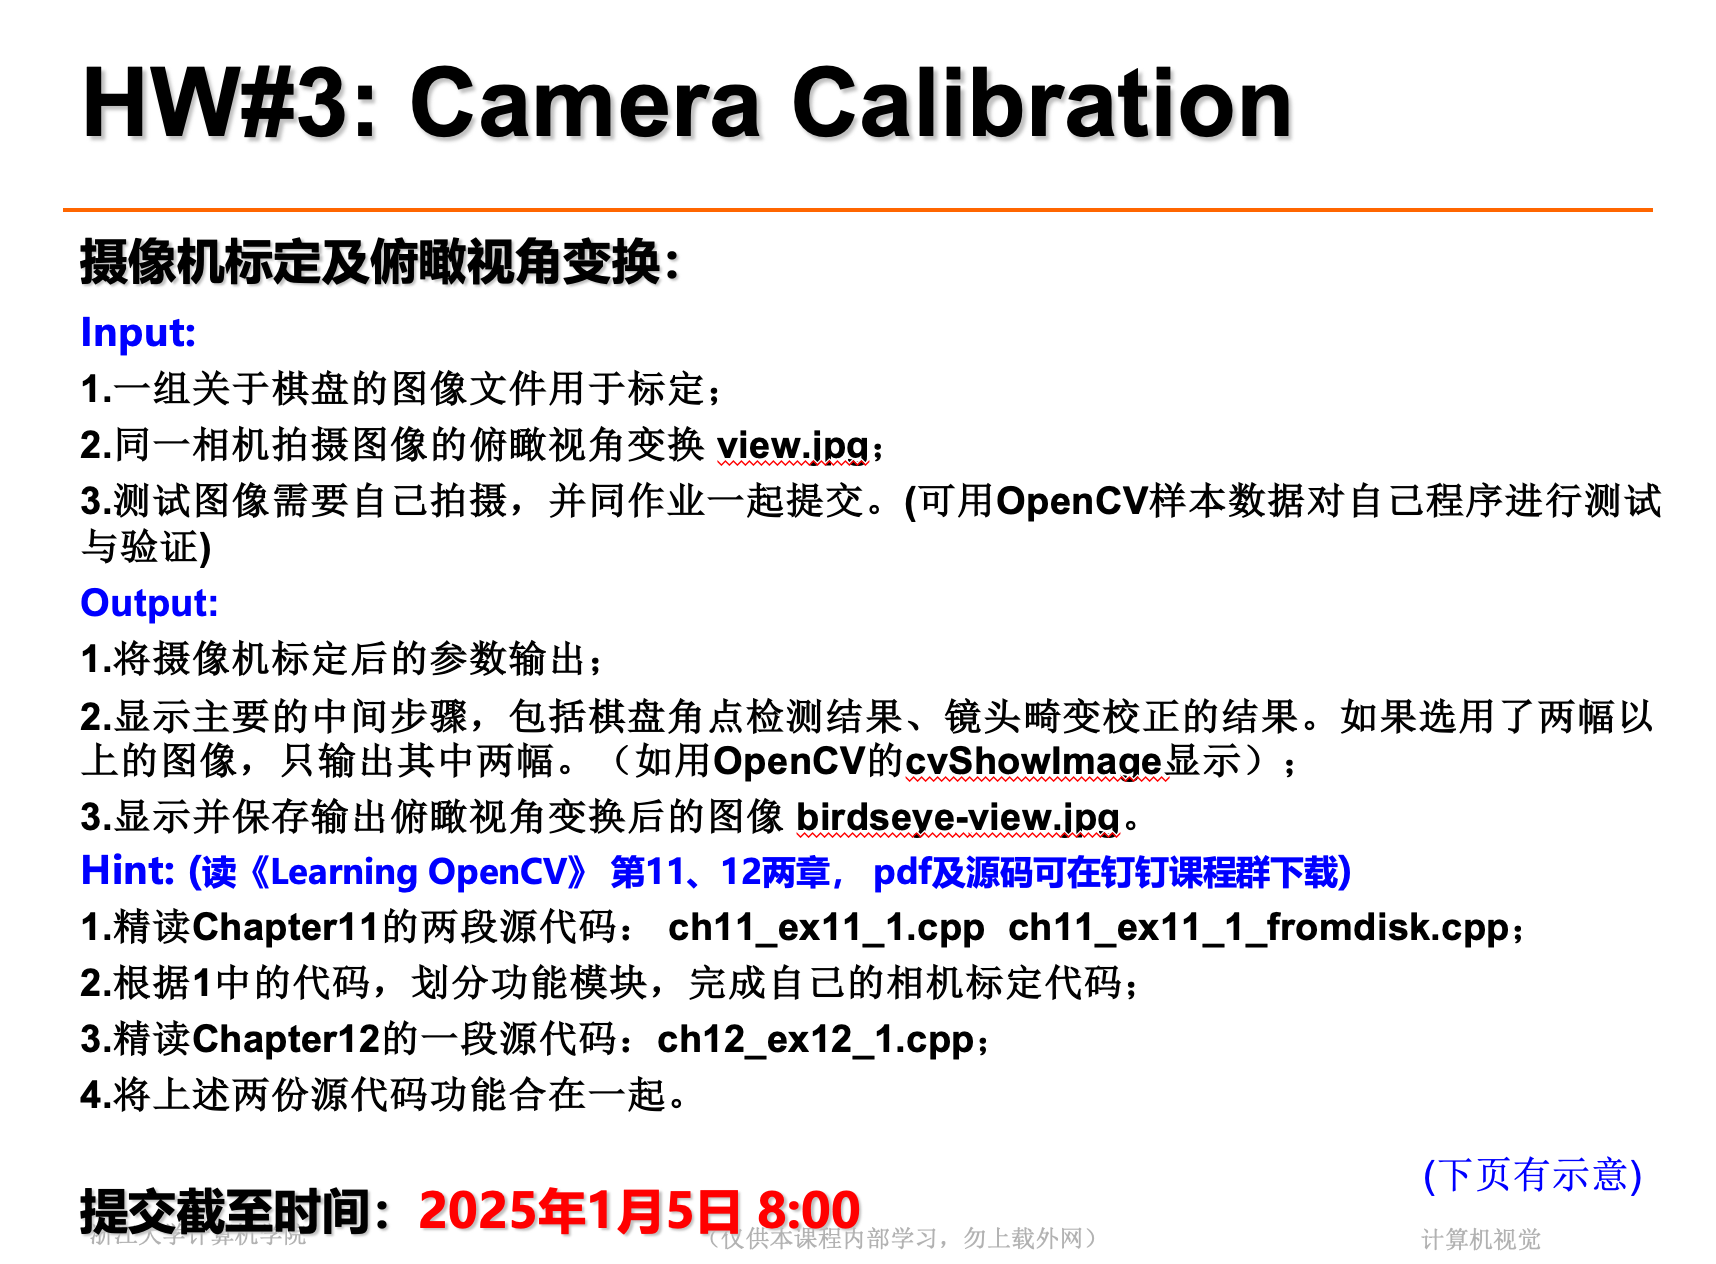 HW#3: Camera Calibration
摄像机标定及俯瞰视角变换：
Input:
1.一组关于棋盘的图像文件用于标定；
2.同一相机拍摄图像的俯瞰视角变换 view.jpg；
3.测试图像需要自己拍摄，并同作业一起提交。(可用OpenCV样本数据对自己程序进行测试
与验证)
Output:
1.将摄像机标定后的参数输出；
2.显示主要的中间步骤，包括棋盘角点检测结果、镜头畸变校正的结果。如果选用了两幅以
上的图像，只输出其中两幅。（如用OpenCV的cvShowImage显示）；
3.显示并保存输出俯瞰视角变换后的图像 birdseye-view.jpg。
Hint: (读《Learning OpenCV》 第11、12两章， pdf及源码可在钉钉课程群下载)
1.精读Chapter11的两段源代码： ch11_ex11_1.cpp ch11_ex11_1_fromdisk.cpp；
2.根据1中的代码，划分功能模块，完成自己的相机标定代码；
3.精读Chapter12的一段源代码：ch12_ex12_1.cpp；
4.将上述两份源代码功能合在一起。
(下页有示意)
提交截至时间：2025年1月5日 8:00
浙江大学计算机学院
（仅供本课程内部学习，勿上载外网）
计算机视觉